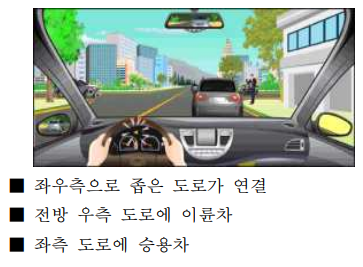 ■ 좌우측으로 좁은 도로가 연결
■ 전방 우측 도로에 이륜차
■ 좌측 도로에 승용차